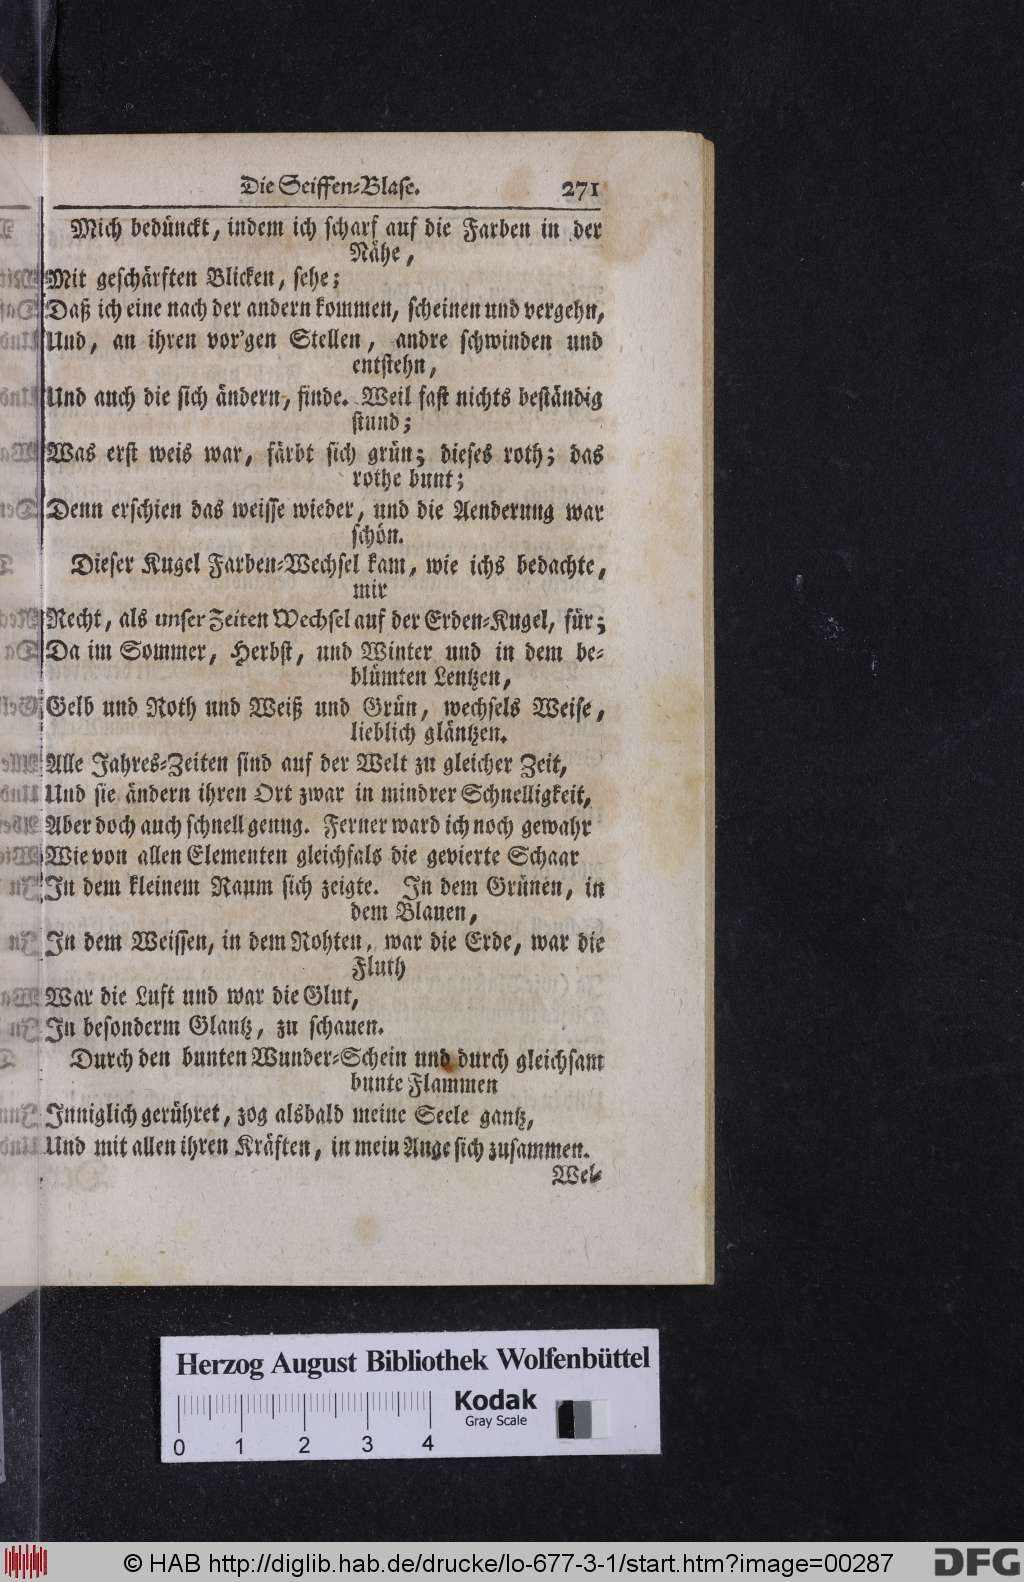 Die Seiffen-Blase. 271
Mich bedünckt, indem ich scharf auf die Farben in der
Nähe,
Mit geschärften Blicken, sehe;
Daß ich eine nach der andern kommen, scheinen und vergehn,
Und, an ihren vor'gen Stellen, andre schwinden und
entstehn,
Und auch die sich ändern, finde. Weil fast nichts beständig
stund;
Was erst weis war, färbt sich grün; dieses roth; das
rothe bunt;
Denn erschien das weisse wieder, und die Aenderung war
schön.
Dieser Kugel Farben-Wechsel kam, wie ichs bedachte,
mir
Recht, als unser Zeiten Wechsel auf der Erden-Kugel, für;
Da im Sommer, Herbst, und Winter und in dem be-
blümten Lentzen,
Gelb und Roth und Weiß und Grün, wechsels Weise,
lieblich gläntzen.
Alle Jahres-Zeiten sind auf der Welt zu gleicher Zeit,
Und sie ändern ihren Ort zwar in mindrer Schnelligkeit,
Aber doch auch schnell genug. Ferner ward ich noch gewahr
Wie von allen Elementen gleichfals die gevierte Schaar
In dem kleinem Raum sich zeigte. In dem Grünen, in
dem Blauen,
In dem Weissen, in dem Rohten, war die Erde, war die
Fluth
War die Luft und war die Glut,
In besonderm Glantz, zu schauen.
Durch den bunten Wunder-Schein und durch gleichsam
bunte Flammen
Inniglich gerühret, zog alsbald meine Seele gantz,
Und mit allen ihren Kräften, in mein Auge sich zusammen.
Wel-
Herzog August Bibliothek Wolfenbüttel
Kodak
Gray Scale
0 1 2 3 4
© HAB http://diglib.hab.de/drucke/lo-677-3-1/start.htm?image=00287
DFG